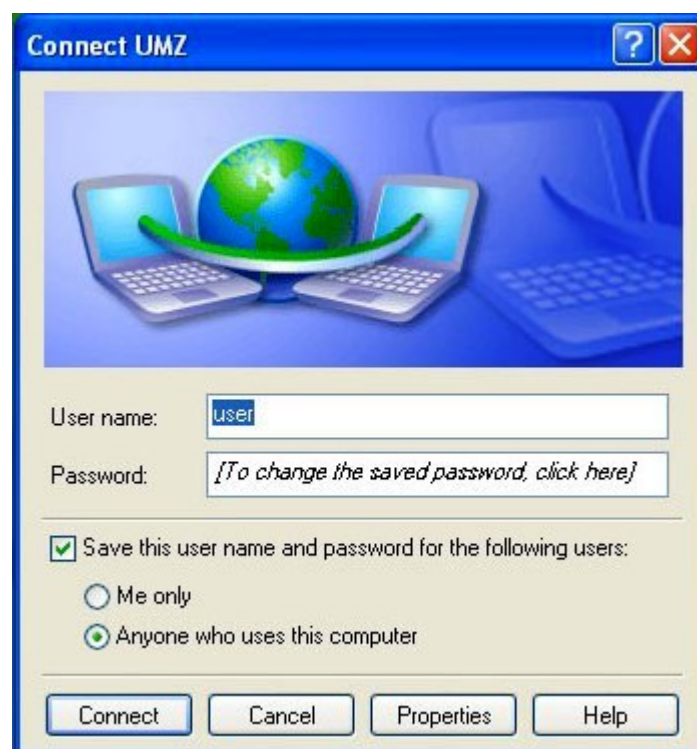 Connect UMZ
User name:
user
Password:
[To change the saved password, click here]
Save this user name and password for the following users:
Me only
Anyone who uses this computer
Connect
Cancel
Properties
Help